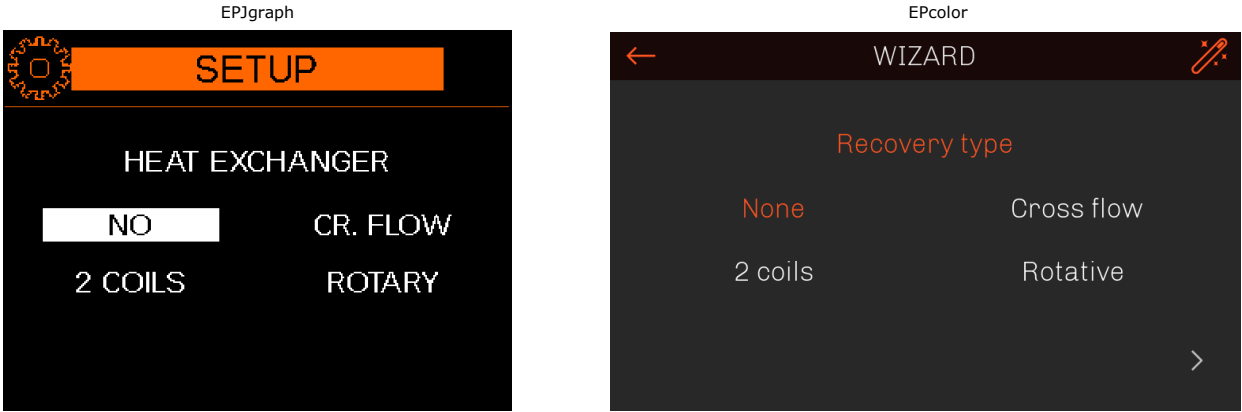 EPJgraph
SETUP
HEAT EXCHANGER
NO CR. FLOW
2 COILS ROTARY
EPcolor
WIZARD
Recovery type
None Cross flow
2 coils Rotative